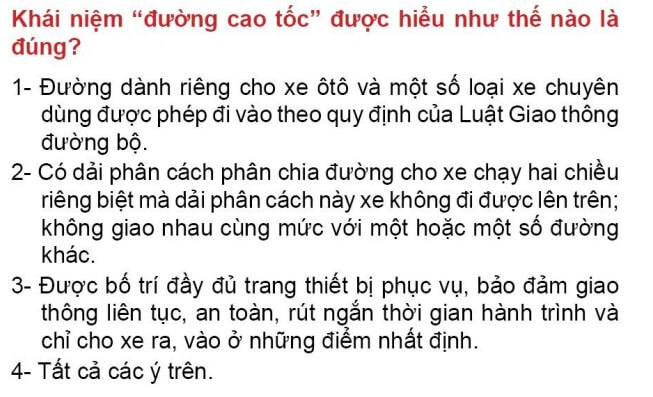 Khái niệm “đường cao tốc” được hiểu như thế nào là
đúng?
1- Đường dành riêng cho xe ôtô và một số loại xe chuyên
dùng được phép đi vào theo quy định của Luật Giao thông
đường bộ.
2- Có dải phân cách phân chia đường cho xe chạy hai chiều
riêng biệt mà dải phân cách này xe không đi được lên trên;
không giao nhau cùng mức với một hoặc một số đường
khác.
3- Được bố trí đầy đủ trang thiết bị phục vụ, bảo đảm giao
thông liên tục, an toàn, rút ngắn thời gian hành trình và
chỉ cho xe ra, vào ở những điểm nhất định.
4- Tất cả các ý trên.